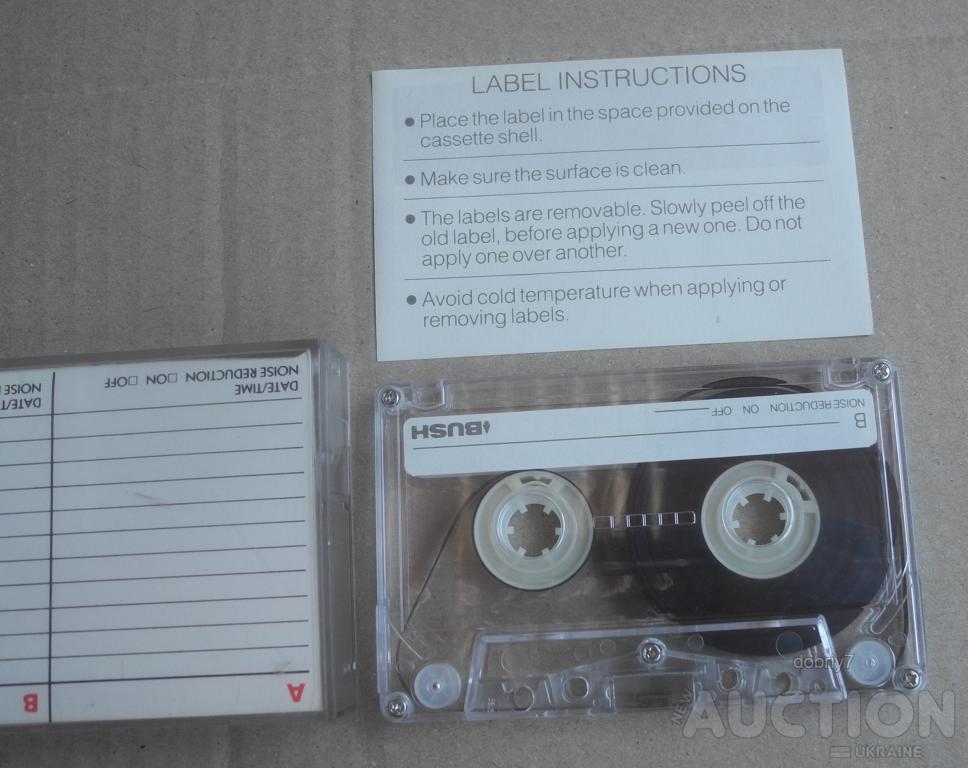 LABEL INSTRUCTIONS
● Place the label in the space provided on the
cassette shell.
● Make sure the surface is clean.
● The labels are removable. Slowly peel off the
old label, before applying a new one. Do not
apply one over another.
● Avoid cold temperature when applying or
removing labels.
A
B
DATE/TIME
NOISE REDUCTION □ ON □ OFF
DATE/T
NOISE
B
NOISE REDUCTION ON OFF
BUSH
dobriy7
NEW
AUCTION
UKRAINE